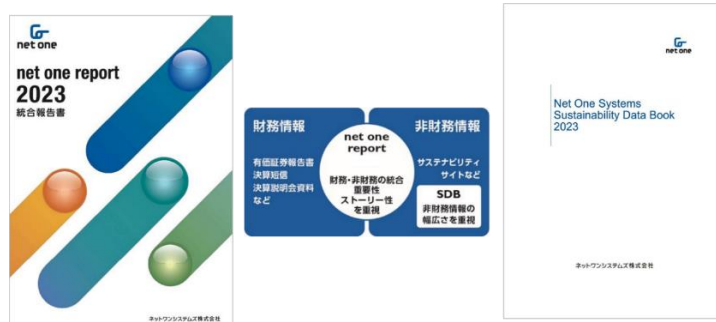 net one
net one report
2023
統合報告書
ネットワンシステムズ株式会社
財務情報
有価証券報告書
決算短信
決算説明会資料
など
net one
report
財務・非財務の統合
重要性
ストーリー性
を重視
非財務情報
サステナビリティ
サイトなど
SDB
非財務情報の
幅広さを重視
net one
Net One Systems
Sustainability Data Book
2023
ネットワンシステムズ株式会社